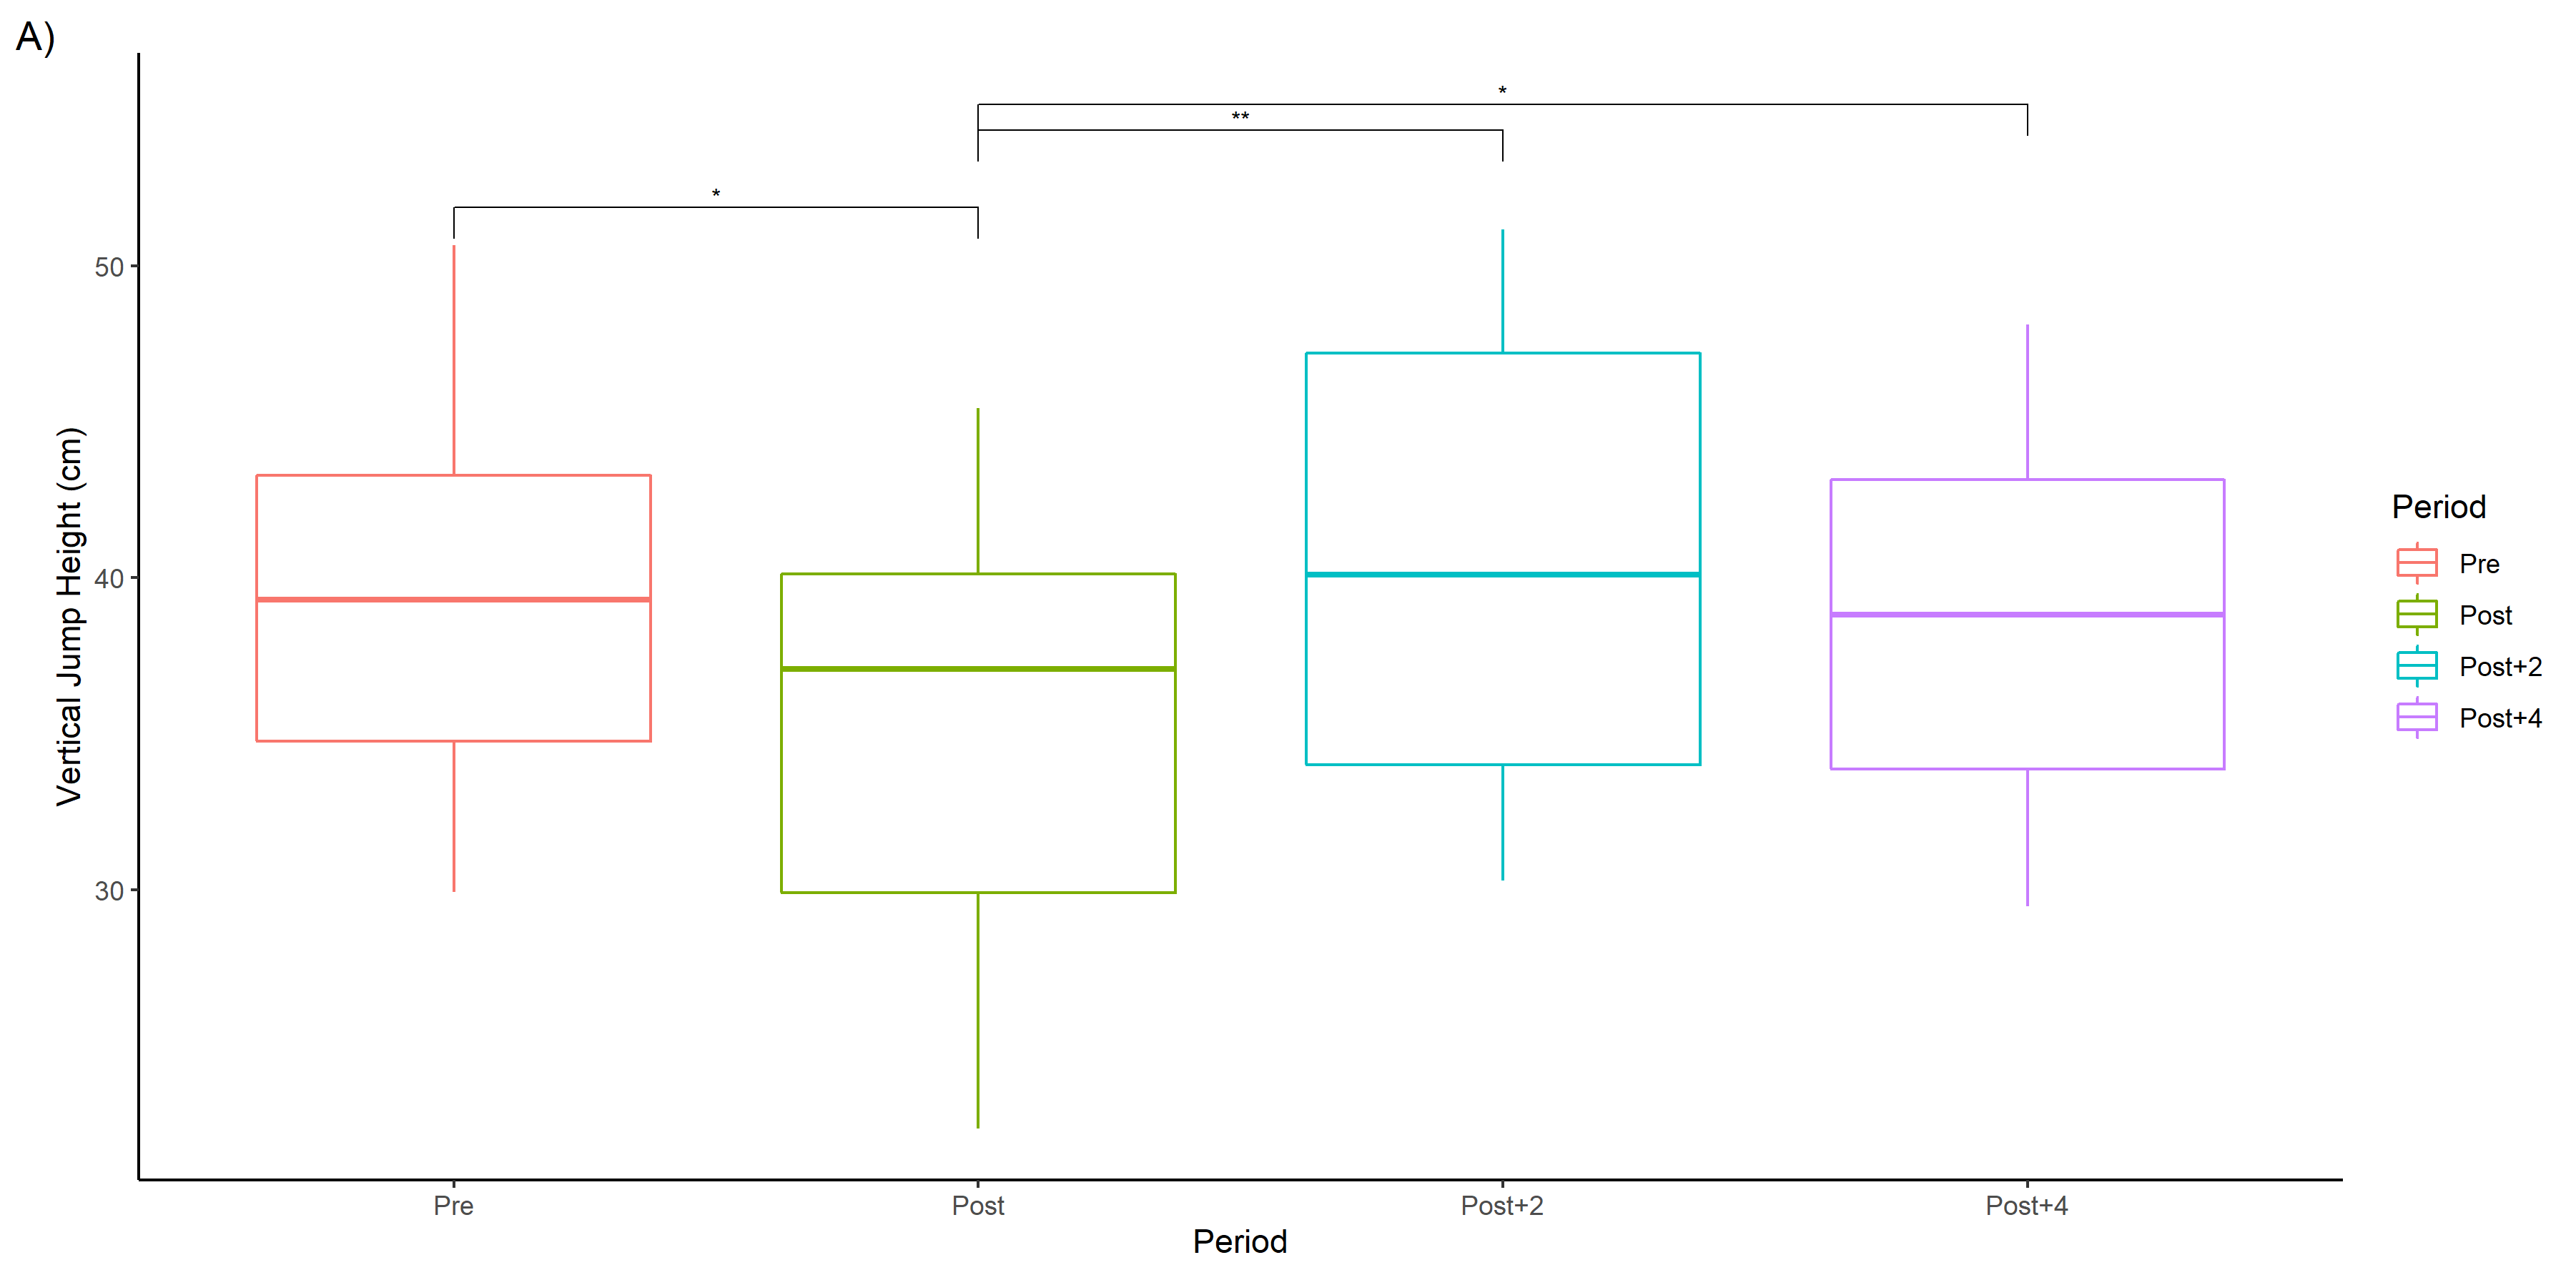 A)
*
**
*
50
40
30
Vertical Jump Height (cm)
Pre
Post
Post+2
Post+4
Period
Period
Pre
Post
Post+2
Post+4